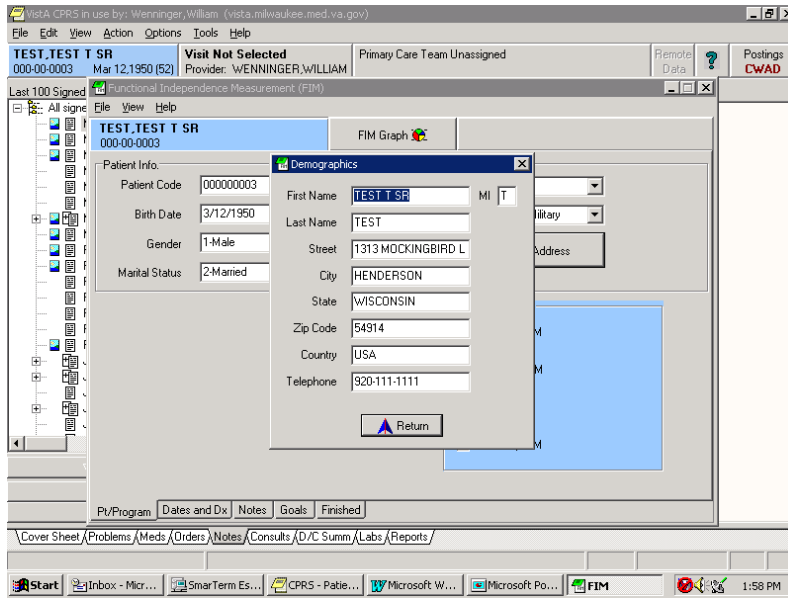 VistA CPRS in use by: Wenninger,William (vista.milwaukee.med.va.gov)
File Edit View Action Options Tools Help
TEST,TEST T SR Visit Not Selected Primary Care Team Unassigned Remote Data ? Postings
000-00-0003 Mar 12,1950 (52) Provider: WENNINGER,WILLIAM CWAD
Last 100 Signed
All signe
Functional Independence Measurement (FIM)
File View Help
TEST,TEST T SR
000-00-0003
FIM Graph
Patient Info.
Patient Code 000000003
Birth Date 3/12/1950
Gender 1-Male
Marital Status 2-Married
ilitary
Address
Demographics
First Name TEST T SR MI T
Last Name TEST
Street 1313 MOCKINGBIRD L
City HENDERSON
State WISCONSIN
Zip Code 54914
Country USA
Telephone 920-111-1111
Return
M
M
M
Pt/Program Dates and Dx Notes Goals Finished
Cover Sheet Problems Meds Orders Notes Consults D/C Summ Labs Reports
Start Inbox - Micr... SmarTerm Es... CPRS - Patie... Microsoft W... Microsoft Po... FIM 1:58 PM